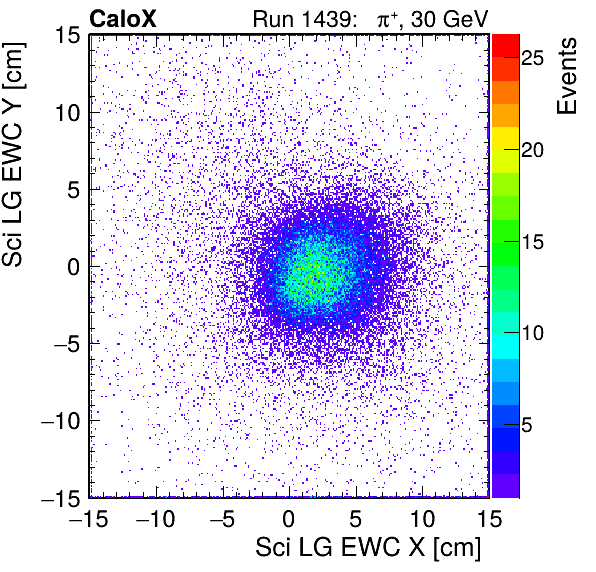 CaloX Run 1439: π⁺, 30 GeV
Sci LG EWC Y [cm]
15
10
5
0
−5
−10
−15
−15 −10 −5 0 5 10 15
Sci LG EWC X [cm]
Events
25
20
15
10
5